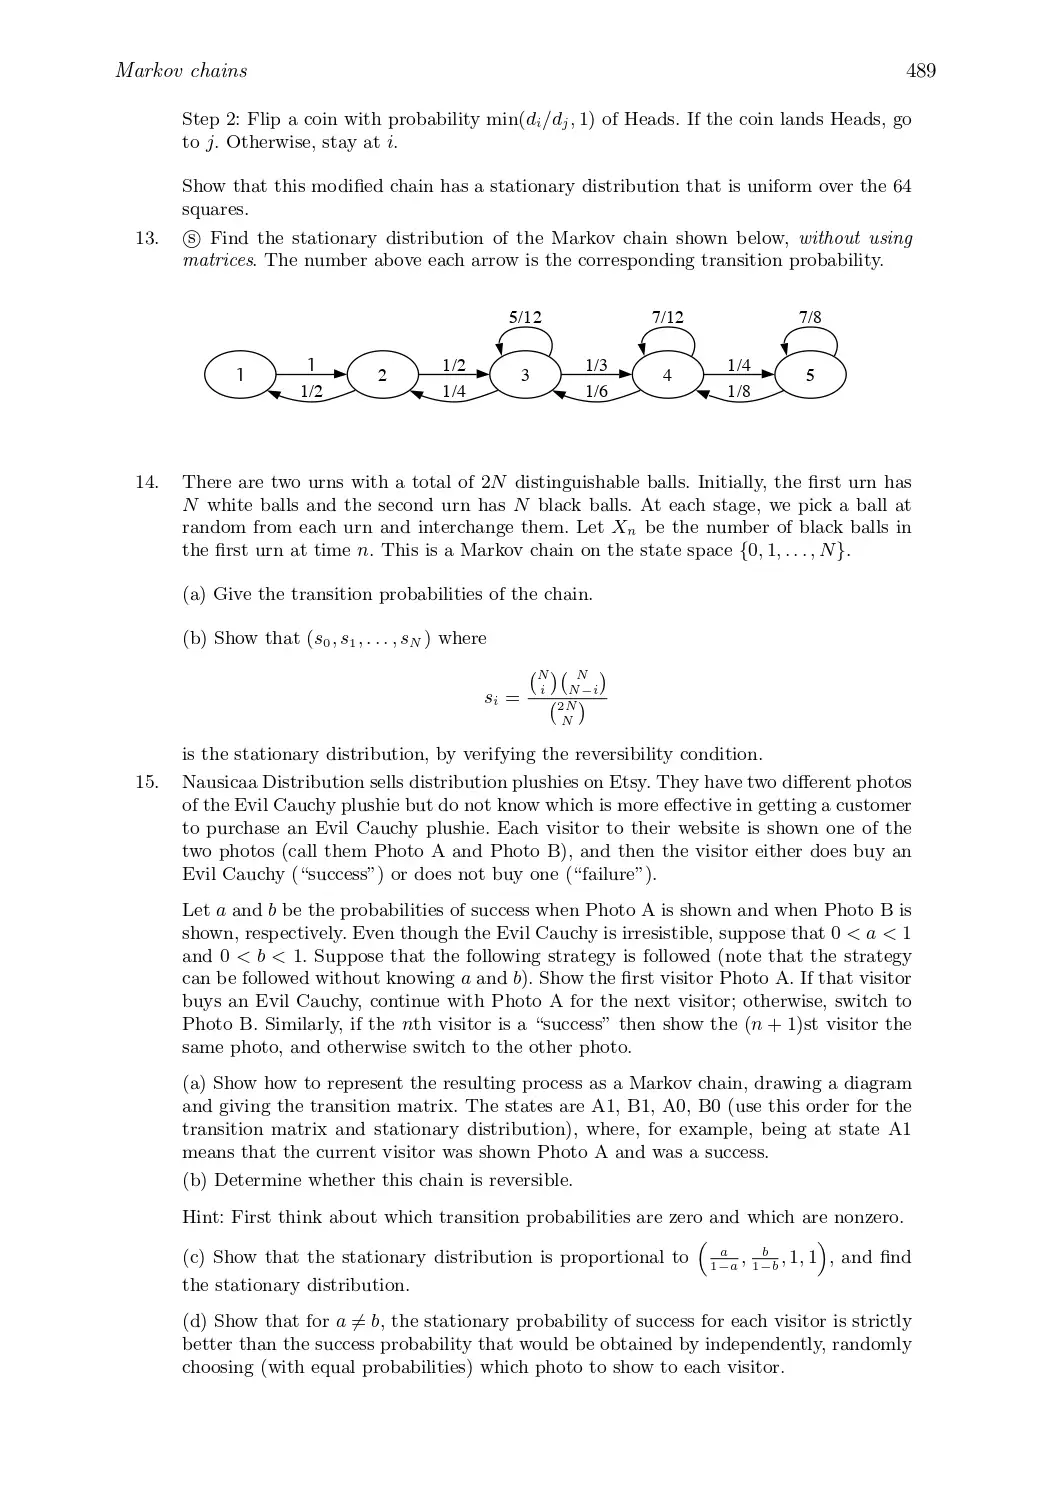 Markov chains 489
Step 2: Flip a coin with probability min(d_i/d_j, 1) of Heads. If the coin lands Heads, go
to j. Otherwise, stay at i.
Show that this modified chain has a stationary distribution that is uniform over the 64
squares.
13. Ⓢ Find the stationary distribution of the Markov chain shown below, without using
matrices. The number above each arrow is the corresponding transition probability.
5/12 7/12 7/8
1 1/2 1/3 1/4
1 2 3 4 5
1/2 1/4 1/6 1/8
14. There are two urns with a total of 2N distinguishable balls. Initially, the first urn has
N white balls and the second urn has N black balls. At each stage, we pick a ball at
random from each urn and interchange them. Let X_n be the number of black balls in
the first urn at time n. This is a Markov chain on the state space {0, 1, . . . , N}.
(a) Give the transition probabilities of the chain.
(b) Show that (s_0, s_1, . . . , s_N) where
s_i = \frac{\binom{N}{i}\binom{N}{N-i}}{\binom{2N}{N}}
is the stationary distribution, by verifying the reversibility condition.
15. Nausicaa Distribution sells distribution plushies on Etsy. They have two different photos
of the Evil Cauchy plushie but do not know which is more effective in getting a customer
to purchase an Evil Cauchy plushie. Each visitor to their website is shown one of the
two photos (call them Photo A and Photo B), and then the visitor either does buy an
Evil Cauchy (“success”) or does not buy one (“failure”).
Let a and b be the probabilities of success when Photo A is shown and when Photo B is
shown, respectively. Even though the Evil Cauchy is irresistible, suppose that 0 < a < 1
and 0 < b < 1. Suppose that the following strategy is followed (note that the strategy
can be followed without knowing a and b). Show the first visitor Photo A. If that visitor
buys an Evil Cauchy, continue with Photo A for the next visitor; otherwise, switch to
Photo B. Similarly, if the nth visitor is a “success” then show the (n + 1)st visitor the
same photo, and otherwise switch to the other photo.
(a) Show how to represent the resulting process as a Markov chain, drawing a diagram
and giving the transition matrix. The states are A1, B1, A0, B0 (use this order for the
transition matrix and stationary distribution), where, for example, being at state A1
means that the current visitor was shown Photo A and was a success.
(b) Determine whether this chain is reversible.
Hint: First think about which transition probabilities are zero and which are nonzero.
(c) Show that the stationary distribution is proportional to (\frac{a}{1-a}, \frac{b}{1-b}, 1, 1), and find
the stationary distribution.
(d) Show that for a ≠ b, the stationary probability of success for each visitor is strictly
better than the success probability that would be obtained by independently, randomly
choosing (with equal probabilities) which photo to show to each visitor.